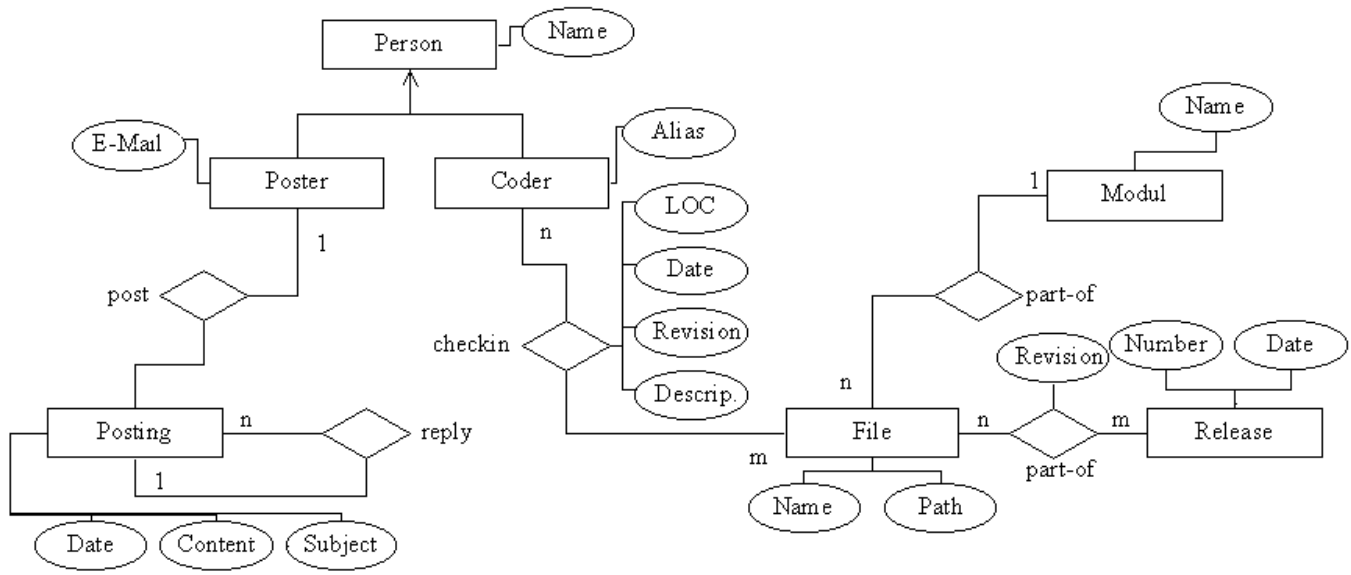 Person
Name
E-Mail
Poster
Coder
Alias
Name
Modul
1
LOC
1
n
Date
post
part-of
checkin
Revision
Revision
Number
Date
Descrip.
n
Posting
n
reply
File
n
m
Release
1
m
part-of
Name
Path
Date
Content
Subject